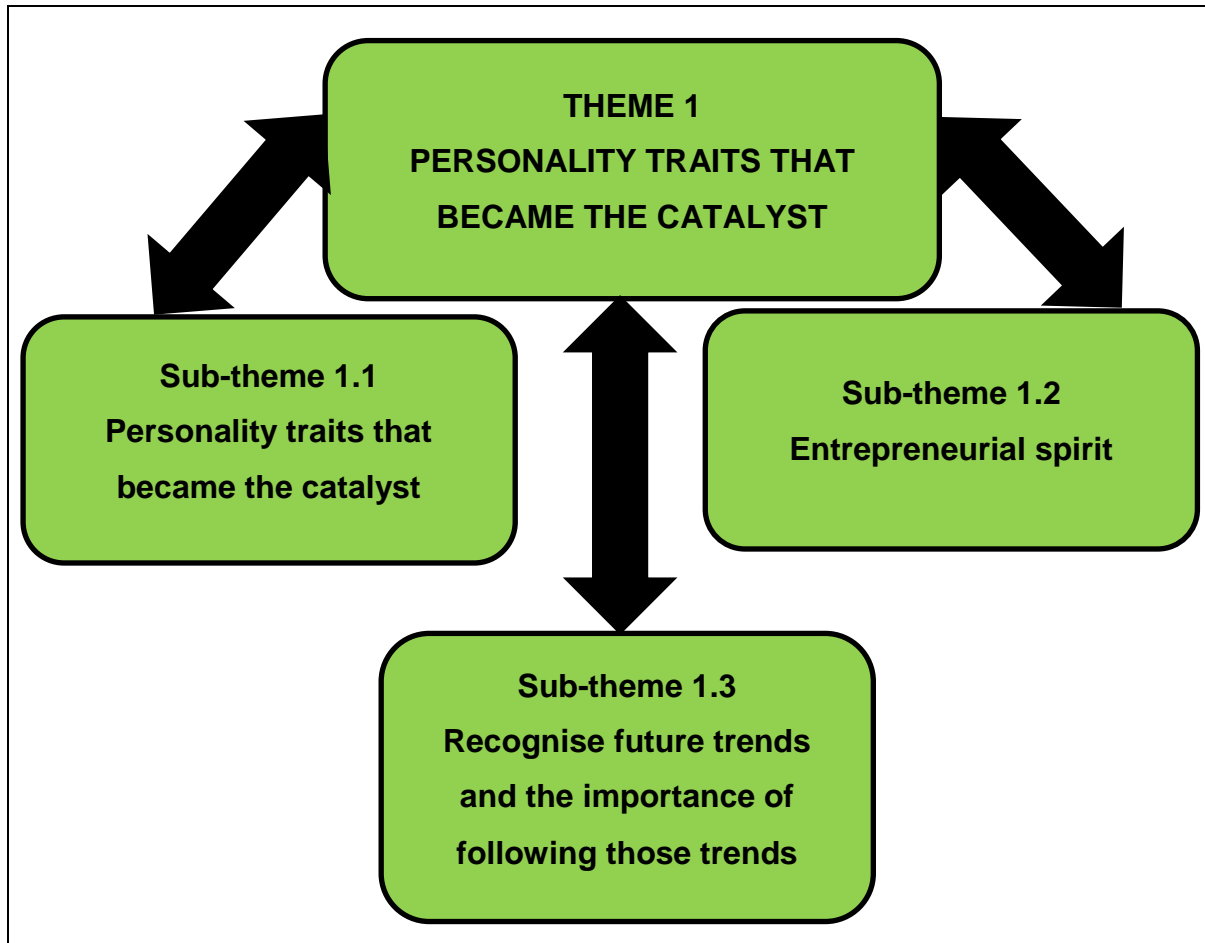 THEME 1
PERSONALITY TRAITS THAT
BECAME THE CATALYST
Sub-theme 1.1
Personality traits that
became the catalyst
Sub-theme 1.2
Entrepreneurial spirit
Sub-theme 1.3
Recognise future trends
and the importance of
following those trends